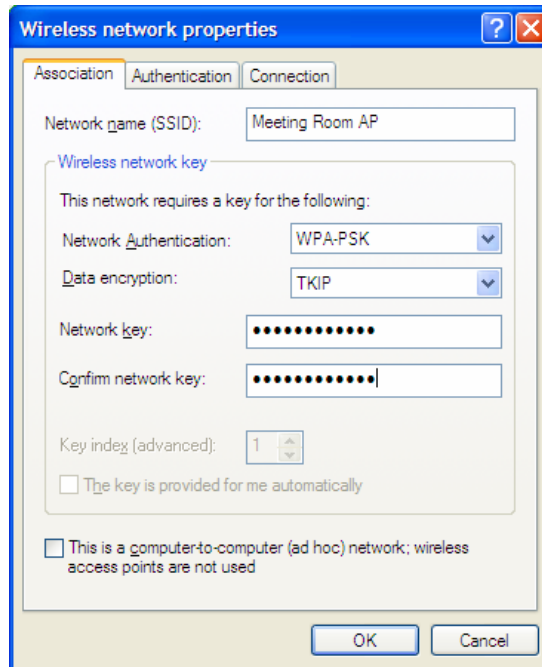 Wireless network properties
Association Authentication Connection
Network name (SSID): Meeting Room AP
Wireless network key
This network requires a key for the following:
Network Authentication: WPA-PSK
Data encryption: TKIP
Network key: ••••••••••••
Confirm network key: ••••••••••••
Key index (advanced): 1
The key is provided for me automatically
This is a computer-to-computer (ad hoc) network; wireless
access points are not used
OK Cancel